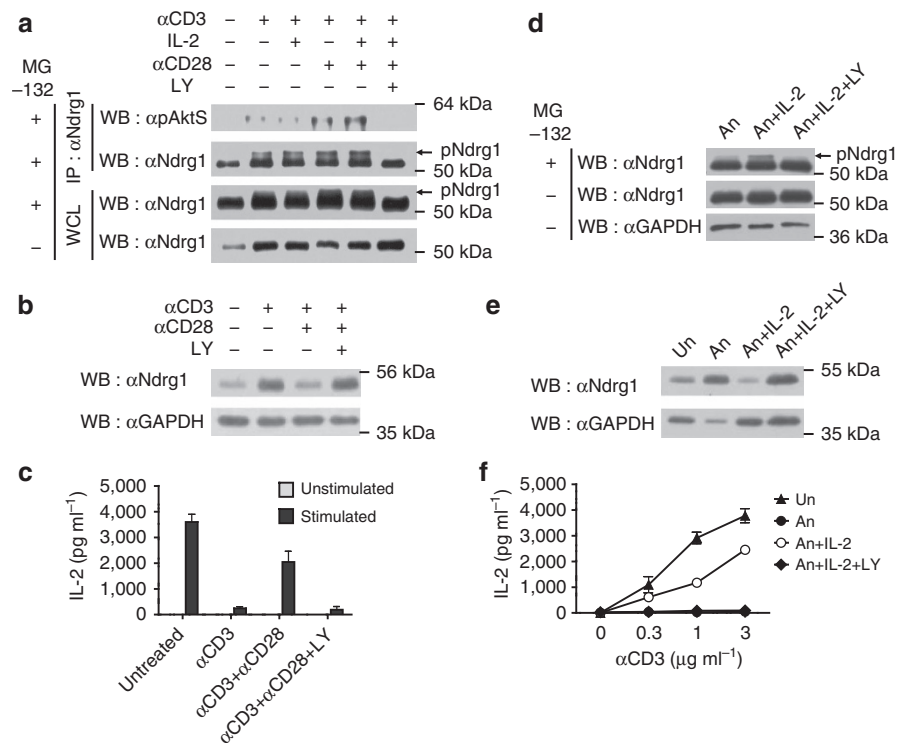 a
αCD3 – + + + + +
IL-2 – – + – + +
αCD28 – – – + + +
LY – – – – – +
MG
–132
IP : αNdrg1
WCL
+ WB : αpAktS
64 kDa
+ WB : αNdrg1
pNdrg1
50 kDa
+ WB : αNdrg1
pNdrg1
50 kDa
– WB : αNdrg1
50 kDa
d
An An+IL-2 An+IL-2+LY
MG
–132
+ WB : αNdrg1
pNdrg1
50 kDa
– WB : αNdrg1
50 kDa
– WB : αGAPDH
36 kDa
b
αCD3 – + + +
αCD28 – – + +
LY – – – +
WB : αNdrg1
56 kDa
WB : αGAPDH
35 kDa
e
Un An An+IL-2 An+IL-2+LY
WB : αNdrg1
55 kDa
WB : αGAPDH
35 kDa
c
IL-2 (pg ml⁻¹)
5,000
4,000
3,000
2,000
1,000
0
Unstimulated
Stimulated
Untreated
αCD3
αCD3+αCD28
αCD3+αCD28+LY
f
IL-2 (pg ml⁻¹)
5,000
4,000
3,000
2,000
1,000
0
0 0.3 1 3
αCD3 (μg ml⁻¹)
Un
An
An+IL-2
An+IL-2+LY